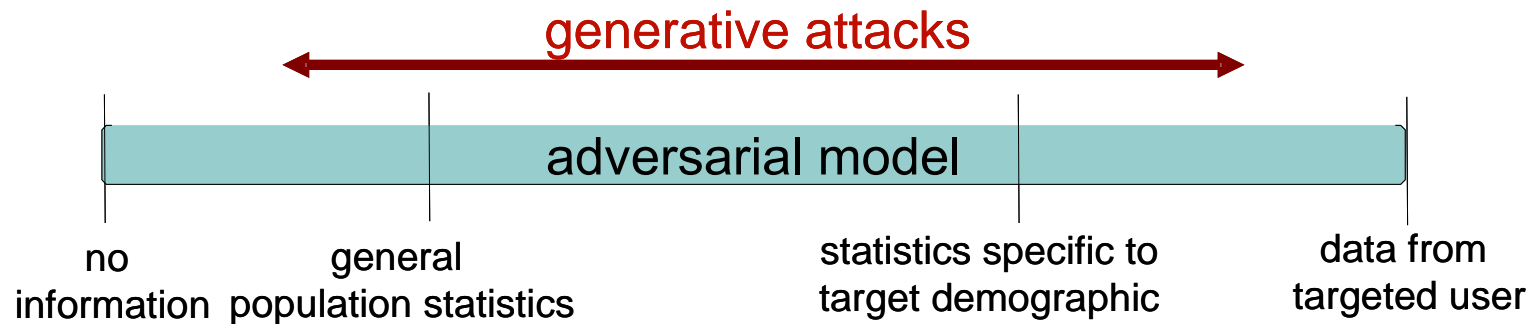 generative attacks
adversarial model
no
information
general
population statistics
statistics specific to
target demographic
data from
targeted user